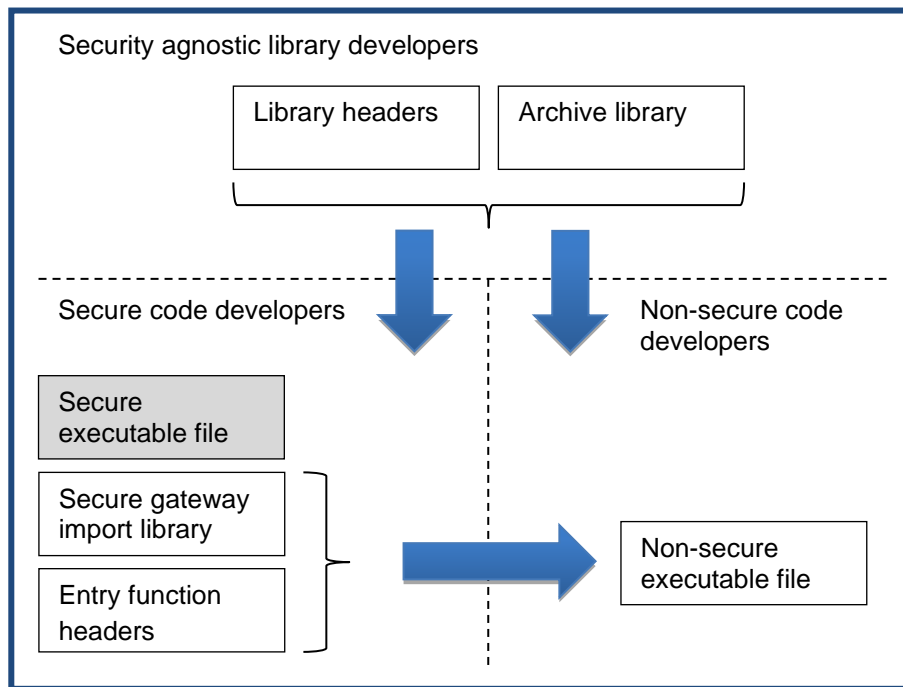 Security agnostic library developers
Library headers
Archive library
Secure code developers
Non-secure code
developers
Secure
executable file
Secure gateway
import library
Entry function
headers
Non-secure
executable file